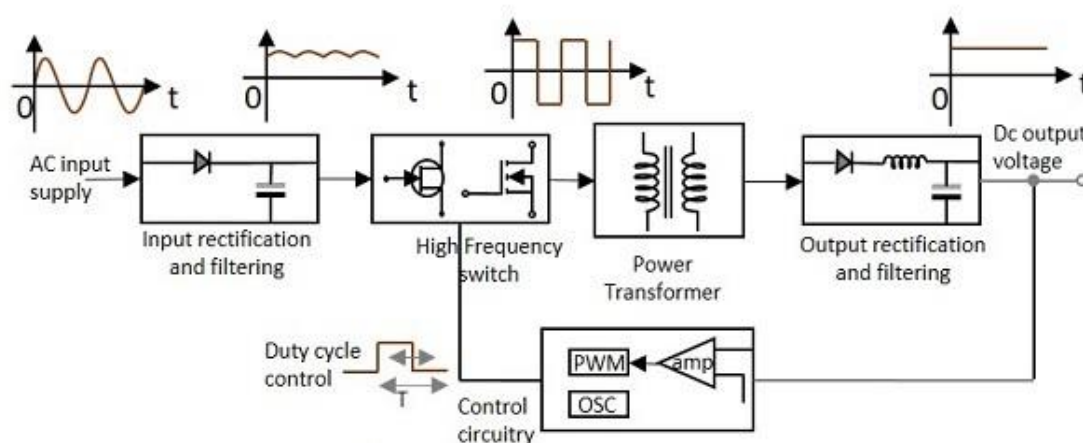 0
t
0
t
0
t
0
t
AC input
supply
Input rectification
and filtering
High Frequency
switch
Power
Transformer
Output rectification
and filtering
Dc output
voltage
Duty cycle
control
T
Control
circuitry
PWM
amp
OSC